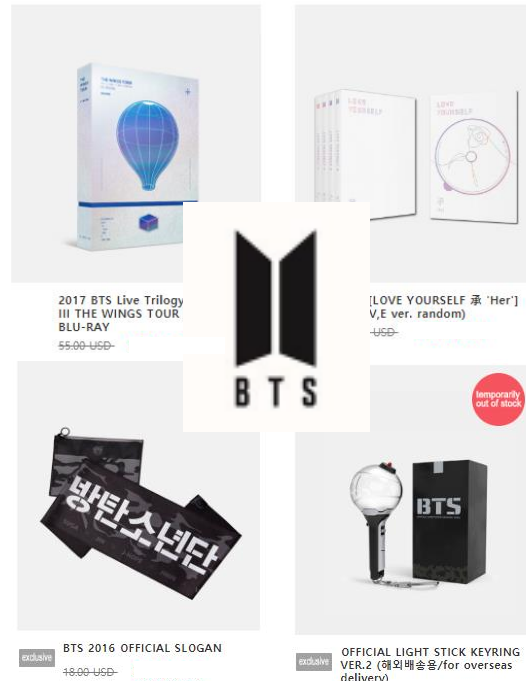 THE WINGS TOUR
LOVE
YOURSELF
LOVE
YOURSELF
承
2017 BTS Live Trilogy
III THE WINGS TOUR
BLU-RAY
55.00 USD
[LOVE YOURSELF 承 'Her']
V,E ver. random)
USD
BTS
temporarily
out of stock
방탄소년단
BTS
exclusive
BTS 2016 OFFICIAL SLOGAN
18.00 USD
exclusive
OFFICIAL LIGHT STICK KEYRING
VER.2 (해외배송용/for overseas
delivery)